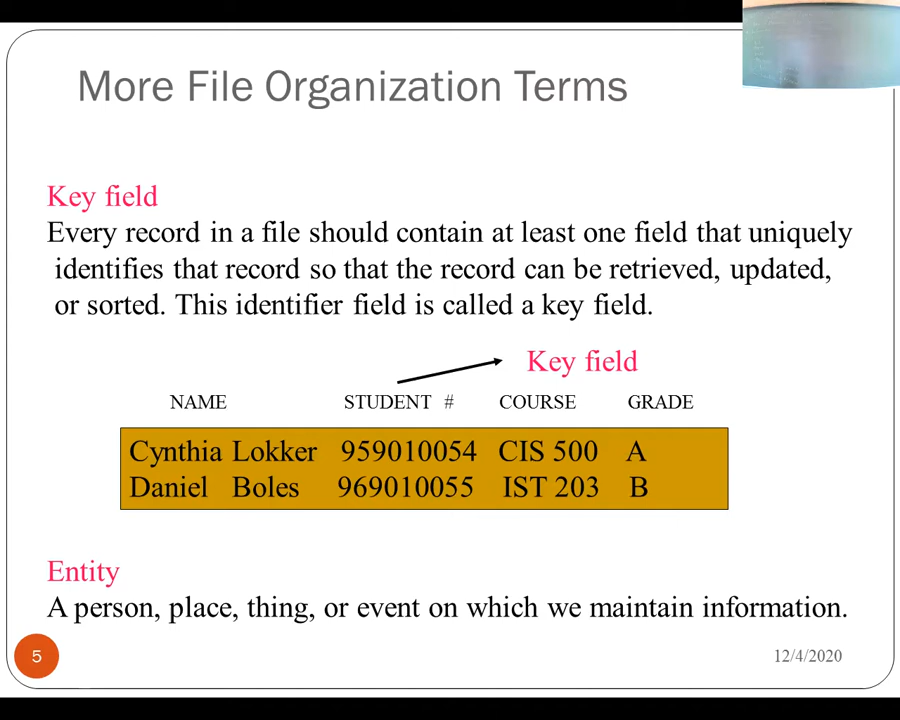 More File Organization Terms
Key field
Every record in a file should contain at least one field that uniquely
identifies that record so that the record can be retrieved, updated,
or sorted. This identifier field is called a key field.
Key field
NAME STUDENT # COURSE GRADE
Cynthia Lokker 959010054 CIS 500 A
Daniel Boles 969010055 IST 203 B
Entity
A person, place, thing, or event on which we maintain information.
5 12/4/2020